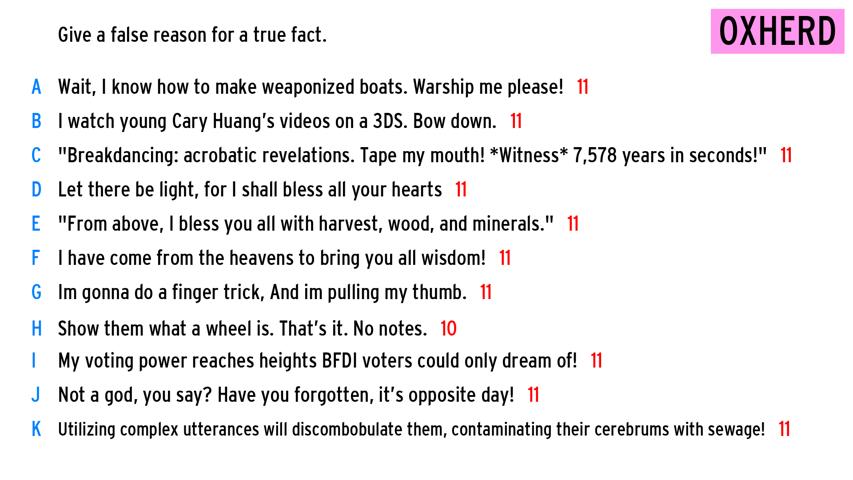 Give a false reason for a true fact.
OXHERD
A Wait, I know how to make weaponized boats. Warship me please! 11
B I watch young Cary Huang's videos on a 3DS. Bow down. 11
C "Breakdancing: acrobatic revelations. Tape my mouth! *Witness* 7,578 years in seconds!" 11
D Let there be light, for I shall bless all your hearts 11
E "From above, I bless you all with harvest, wood, and minerals." 11
F I have come from the heavens to bring you all wisdom! 11
G Im gonna do a finger trick, And im pulling my thumb. 11
H Show them what a wheel is. That's it. No notes. 10
I My voting power reaches heights BFDI voters could only dream of! 11
J Not a god, you say? Have you forgotten, it's opposite day! 11
K Utilizing complex utterances will discombobulate them, contaminating their cerebrums with sewage! 11